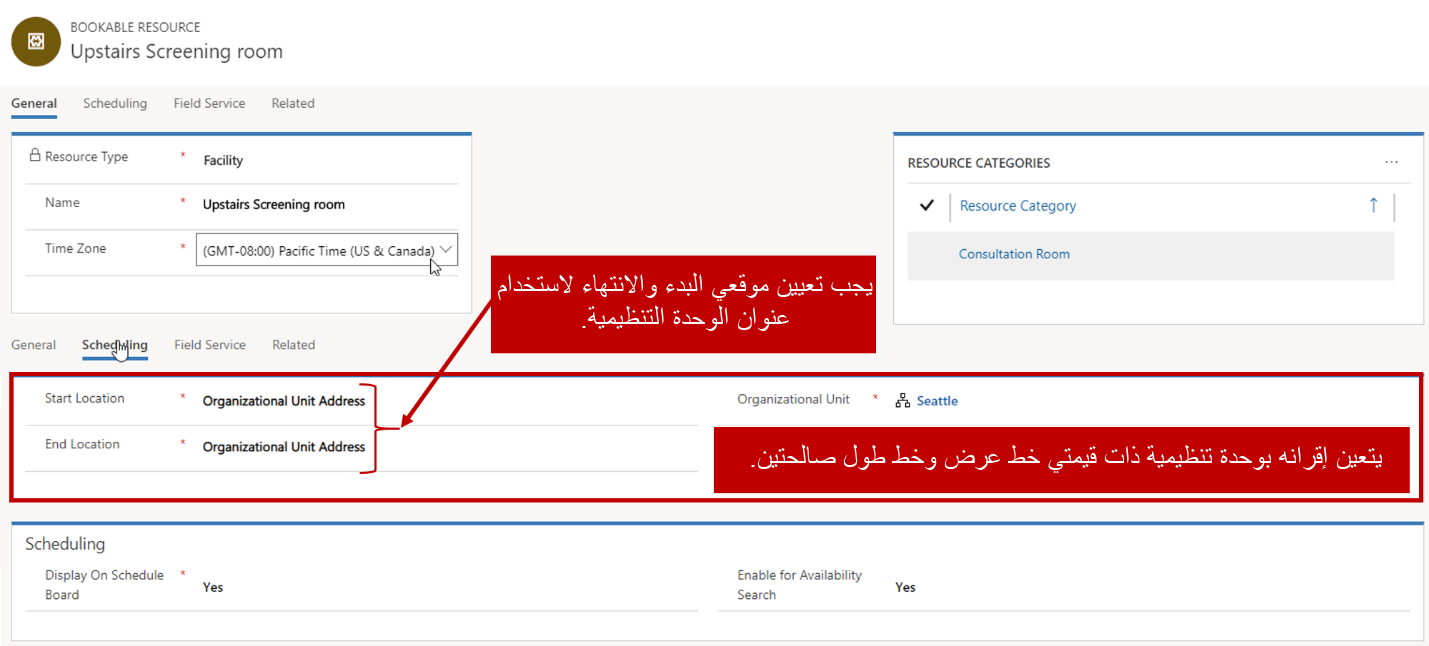 BOOKABLE RESOURCE
Upstairs Screening room
General Scheduling Field Service Related
Resource Type * Facility
Name * Upstairs Screening room
Time Zone * (GMT-08:00) Pacific Time (US & Canada)
RESOURCE CATEGORIES ...
Resource Category ↑
Consultation Room
يجب تعيين موقعي البدء والانتهاء لاستخدام
عنوان الوحدة التنظيمية.
General Scheduling Field Service Related
Start Location * Organizational Unit Address
End Location * Organizational Unit Address
Organizational Unit * Seattle
يتعين إقرانه بوحدة تنظيمية ذات قيمتي خط عرض وخط طول صالحتين.
Scheduling
Display On Schedule
Board
* Yes
Enable for Availability
Search
Yes